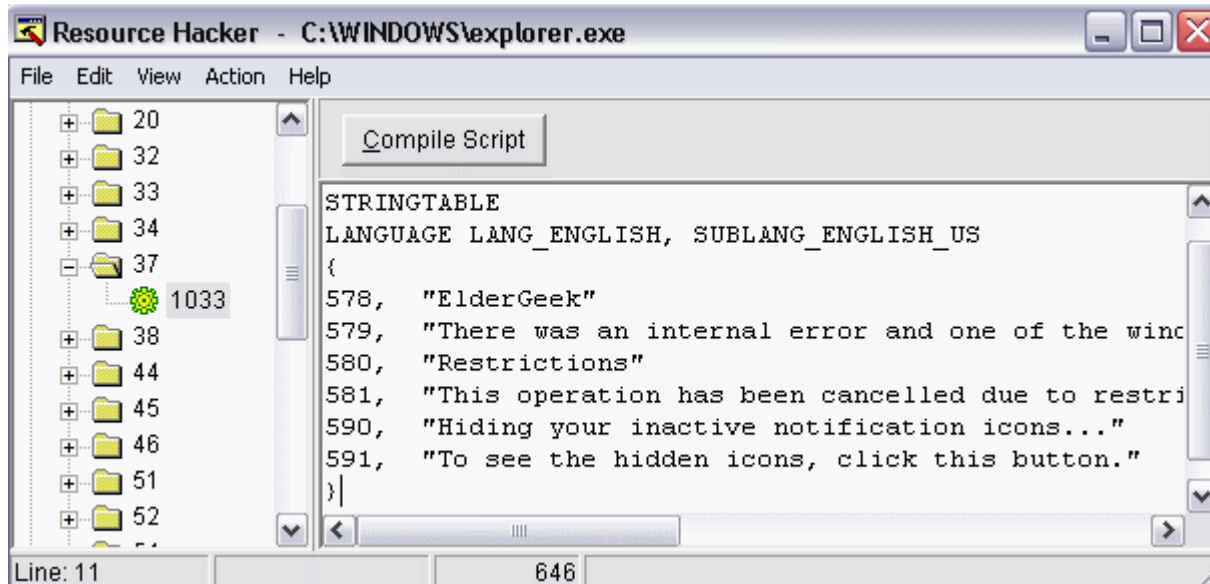 Resource Hacker - C:\WINDOWS\explorer.exe
File Edit View Action Help
20
32
33
34
37
1033
38
44
45
46
51
52
Compile Script
STRINGTABLE
LANGUAGE LANG_ENGLISH, SUBLANG_ENGLISH_US
{
578, "ElderGeek"
579, "There was an internal error and one of the wind
580, "Restrictions"
581, "This operation has been cancelled due to restri
590, "Hiding your inactive notification icons..."
591, "To see the hidden icons, click this button."
}
Line: 11 646